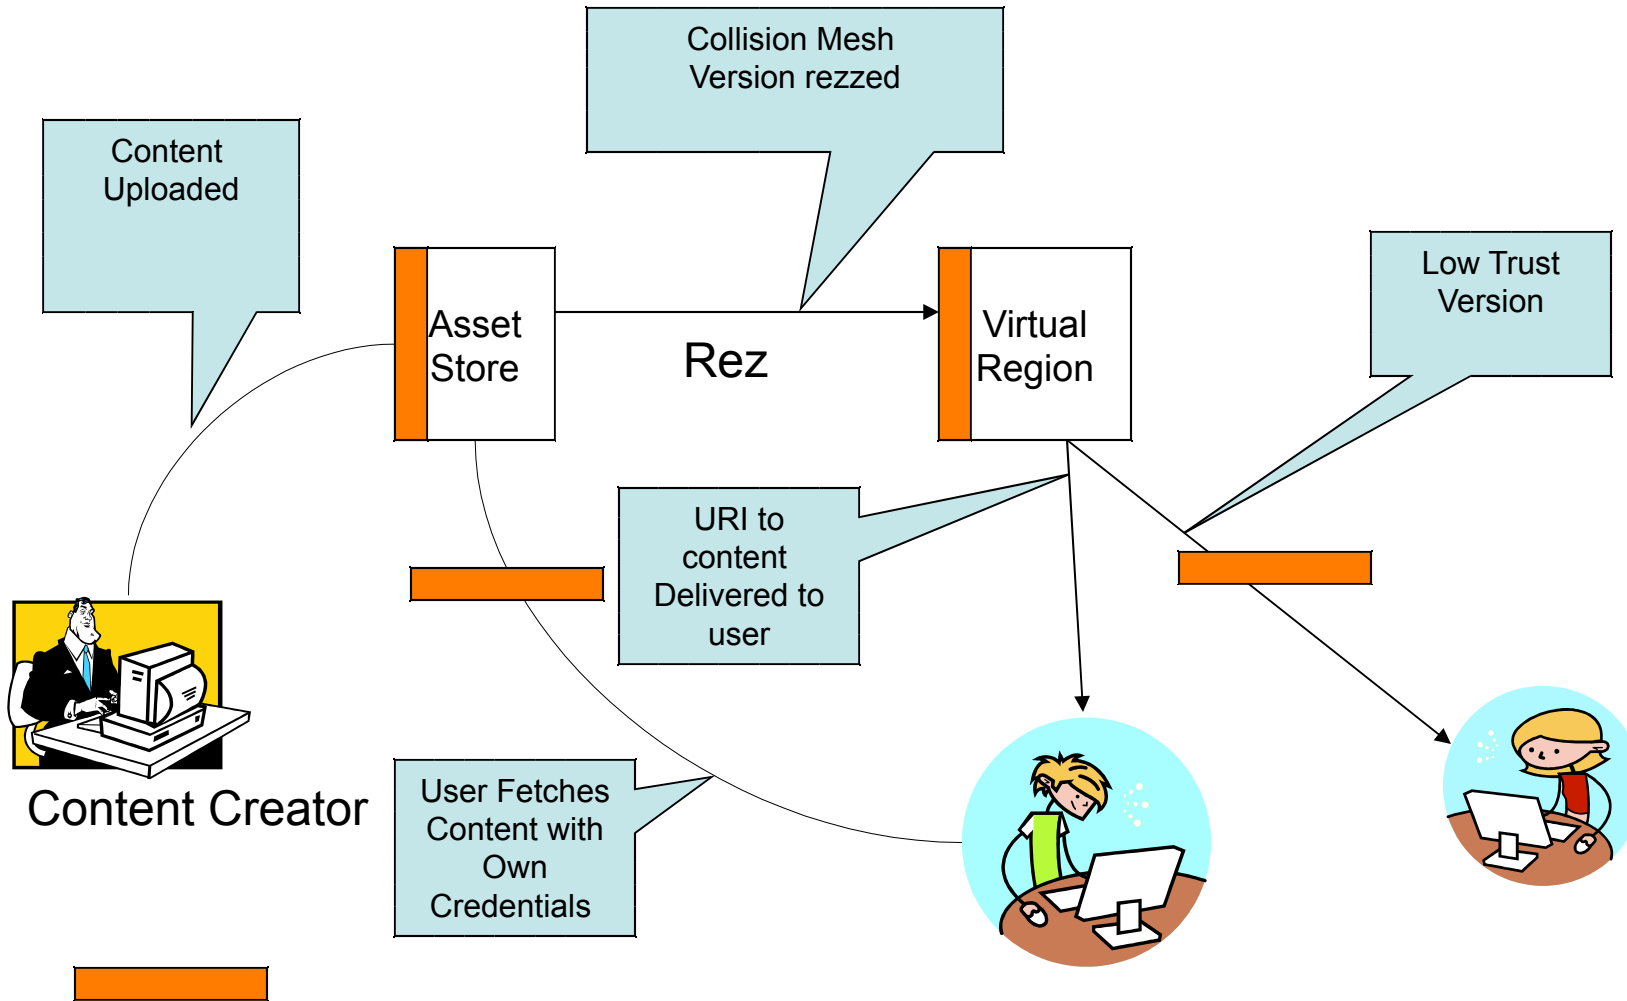 Collision Mesh
Version rezzed
Content
Uploaded
Low Trust
Version
Asset
Store
Rez
Virtual
Region
URI to
content
Delivered to
user
Content Creator
User Fetches
Content with
Own
Credentials